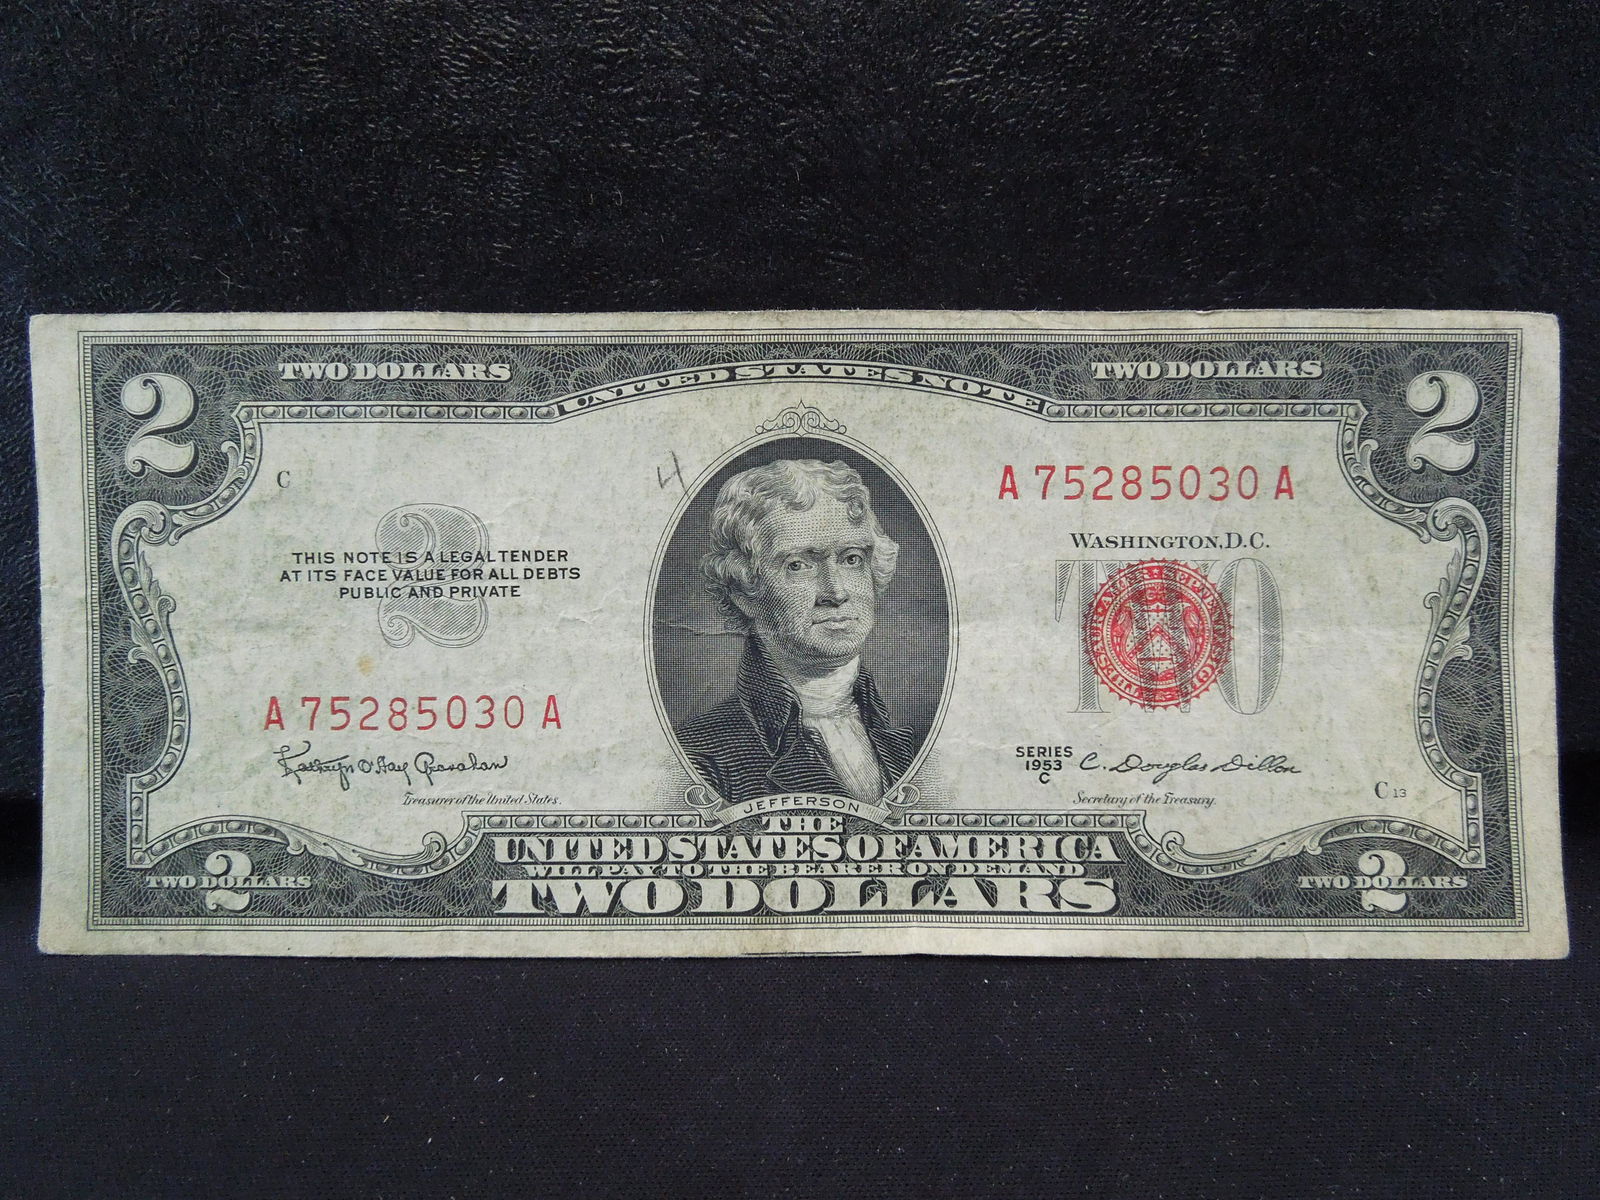 TWO DOLLARS
UNITED STATES NOTE
TWO DOLLARS
2
2
4
C
A 75285030 A
WASHINGTON, D.C.
2
THIS NOTE IS A LEGAL TENDER
AT ITS FACE VALUE FOR ALL DEBTS
PUBLIC AND PRIVATE
TWO
A 75285030 A
Kathryn O'Hay Granahan
Treasurer of the United States.
SERIES
1953
C
C. Douglas Dillon
Secretary of the Treasury.
C 13
JEFFERSON
THE
UNITED STATES OF AMERICA
WILL PAY TO THE BEARER ON DEMAND
TWO DOLLARS
2
TWO DOLLARS
2
TWO DOLLARS